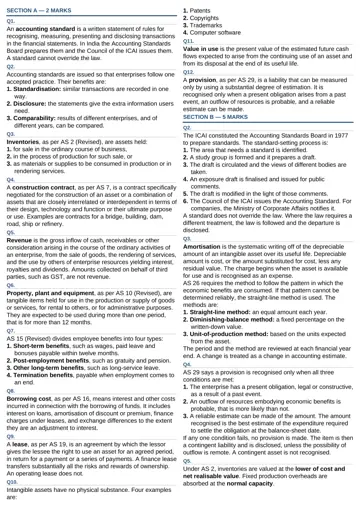 SECTION A — 2 MARKS
Q1.
An accounting standard is a written statement of rules for
recognising, measuring, presenting and disclosing transactions
in the financial statements. In India the Accounting Standards
Board prepares them and the Council of the ICAI issues them.
A standard cannot override the law.
Q2.
Accounting standards are issued so that enterprises follow one
accepted practice. Their benefits are:
1. Standardisation: similar transactions are recorded in one
way.
2. Disclosure: the statements give the extra information users
need.
3. Comparability: results of different enterprises, and of
different years, can be compared.
Q3.
Inventories, as per AS 2 (Revised), are assets held:
1. for sale in the ordinary course of business,
2. in the process of production for such sale, or
3. as materials or supplies to be consumed in production or in
rendering services.
Q4.
A construction contract, as per AS 7, is a contract specifically
negotiated for the construction of an asset or a combination of
assets that are closely interrelated or interdependent in terms of
their design, technology and function or their ultimate purpose
or use. Examples are contracts for a bridge, building, dam,
road, ship or refinery.
Q5.
Revenue is the gross inflow of cash, receivables or other
consideration arising in the course of the ordinary activities of
an enterprise, from the sale of goods, the rendering of services,
and the use by others of enterprise resources yielding interest,
royalties and dividends. Amounts collected on behalf of third
parties, such as GST, are not revenue.
Q6.
Property, plant and equipment, as per AS 10 (Revised), are
tangible items held for use in the production or supply of goods
or services, for rental to others, or for administrative purposes.
They are expected to be used during more than one period,
that is for more than 12 months.
Q7.
AS 15 (Revised) divides employee benefits into four types:
1. Short-term benefits, such as wages, paid leave and
bonuses payable within twelve months.
2. Post-employment benefits, such as gratuity and pension.
3. Other long-term benefits, such as long-service leave.
4. Termination benefits, payable when employment comes to
an end.
Q8.
Borrowing cost, as per AS 16, means interest and other costs
incurred in connection with the borrowing of funds. It includes
interest on loans, amortisation of discount or premium, finance
charges under leases, and exchange differences to the extent
they are an adjustment to interest.
Q9.
A lease, as per AS 19, is an agreement by which the lessor
gives the lessee the right to use an asset for an agreed period,
in return for a payment or a series of payments. A finance lease
transfers substantially all the risks and rewards of ownership.
An operating lease does not.
Q10.
Intangible assets have no physical substance. Four examples
are:
1. Patents
2. Copyrights
3. Trademarks
4. Computer software
Q11.
Value in use is the present value of the estimated future cash
flows expected to arise from the continuing use of an asset and
from its disposal at the end of its useful life.
Q12.
A provision, as per AS 29, is a liability that can be measured
only by using a substantial degree of estimation. It is
recognised only when a present obligation arises from a past
event, an outflow of resources is probable, and a reliable
estimate can be made.
SECTION B — 5 MARKS
Q2.
The ICAI constituted the Accounting Standards Board in 1977
to prepare standards. The standard-setting process is:
1. The area that needs a standard is identified.
2. A study group is formed and it prepares a draft.
3. The draft is circulated and the views of different bodies are
taken.
4. An exposure draft is finalised and issued for public
comments.
5. The draft is modified in the light of those comments.
6. The Council of the ICAI issues the Accounting Standard. For
companies, the Ministry of Corporate Affairs notifies it.
A standard does not override the law. Where the law requires a
different treatment, the law is followed and the departure is
disclosed.
Q3.
Amortisation is the systematic writing off of the depreciable
amount of an intangible asset over its useful life. Depreciable
amount is cost, or the amount substituted for cost, less any
residual value. The charge begins when the asset is available
for use and is recognised as an expense.
AS 26 requires the method to follow the pattern in which the
economic benefits are consumed. If that pattern cannot be
determined reliably, the straight-line method is used. The
methods are:
1. Straight-line method: an equal amount each year.
2. Diminishing-balance method: a fixed percentage on the
written-down value.
3. Unit-of-production method: based on the units expected
from the asset.
The period and the method are reviewed at each financial year
end. A change is treated as a change in accounting estimate.
Q4.
AS 29 says a provision is recognised only when all three
conditions are met:
1. The enterprise has a present obligation, legal or constructive,
as a result of a past event.
2. An outflow of resources embodying economic benefits is
probable, that is more likely than not.
3. A reliable estimate can be made of the amount. The amount
recognised is the best estimate of the expenditure required
to settle the obligation at the balance-sheet date.
If any one condition fails, no provision is made. The item is then
a contingent liability and is disclosed, unless the possibility of
outflow is remote. A contingent asset is not recognised.
Q5.
Under AS 2, inventories are valued at the lower of cost and
net realisable value. Fixed production overheads are
absorbed at the normal capacity.